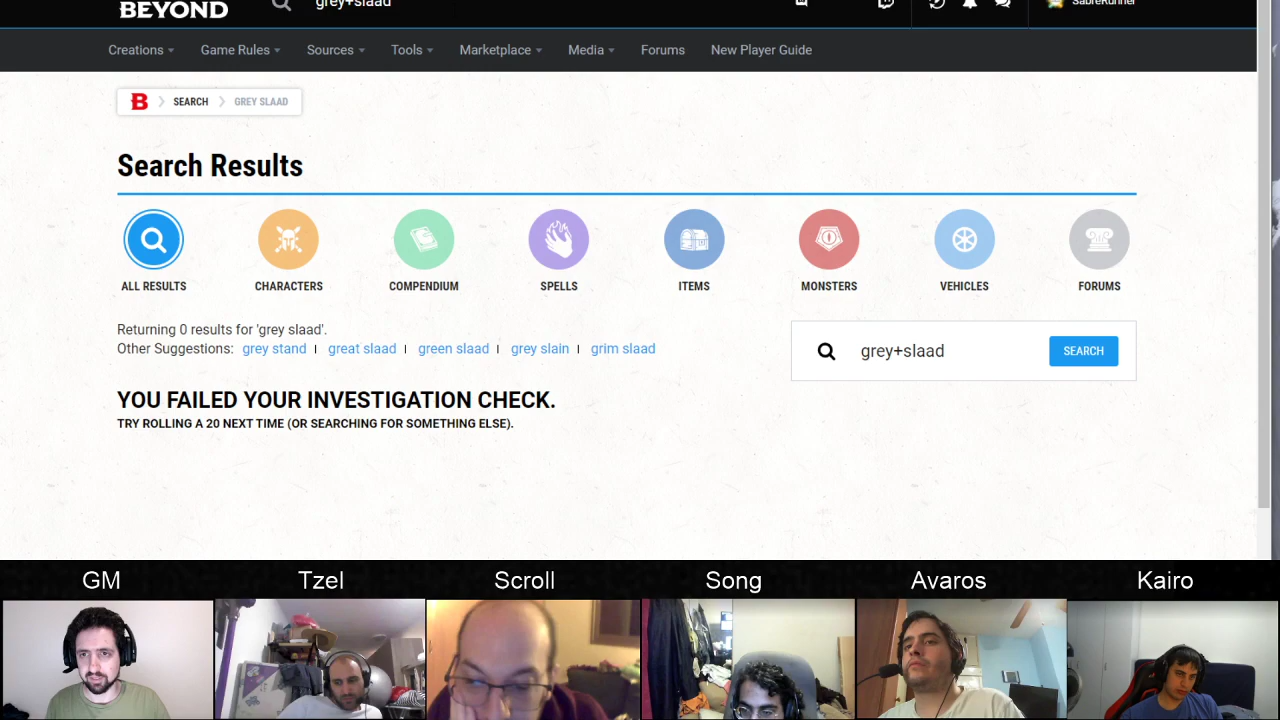 BEYOND
grey+slaad
SabreRunner
Creations
Game Rules
Sources
Tools
Marketplace
Media
Forums
New Player Guide
B
SEARCH
GREY SLAAD
Search Results
ALL RESULTS
CHARACTERS
COMPENDIUM
SPELLS
ITEMS
MONSTERS
VEHICLES
FORUMS
Returning 0 results for 'grey slaad'.
Other Suggestions: grey stand | great slaad | green slaad | grey slain | grim slaad
grey+slaad
SEARCH
YOU FAILED YOUR INVESTIGATION CHECK.
TRY ROLLING A 20 NEXT TIME (OR SEARCHING FOR SOMETHING ELSE).
GM
Tzel
Scroll
Song
Avaros
Kairo